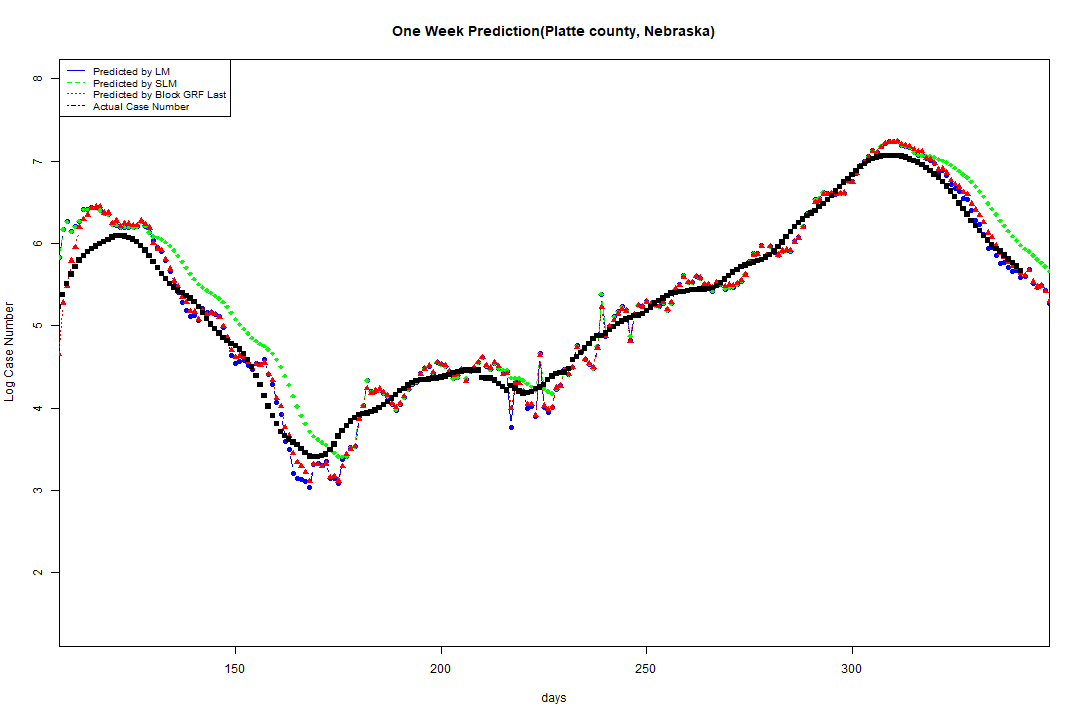 One Week Prediction(Platte county, Nebraska)
Predicted by LM
Predicted by SLM
Predicted by Block GRF Last
Actual Case Number
8
7
6
5
4
3
2
Log Case Number
150 200 250 300
days